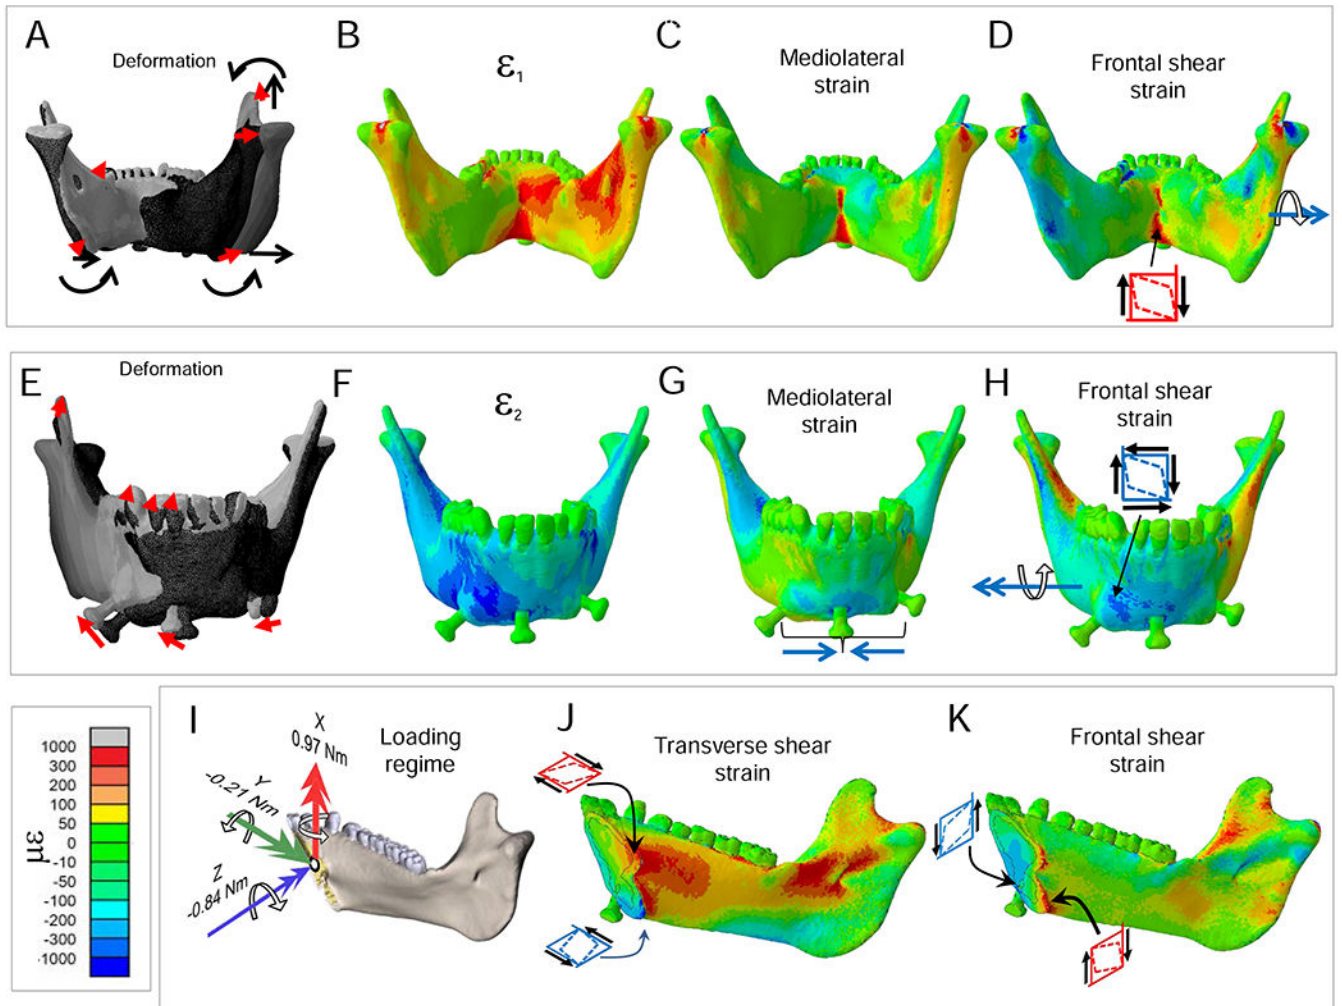 A
Deformation
B
ε1
C
Mediolateral
strain
D
Frontal shear
strain
E
Deformation
F
ε2
G
Mediolateral
strain
H
Frontal shear
strain
με
1000
300
200
100
50
0
-10
-50
-100
-200
-300
-1000
I
X
0.97 Nm
Loading
regime
Y
-0.21 Nm
Z
-0.84 Nm
J
Transverse shear
strain
K
Frontal shear
strain